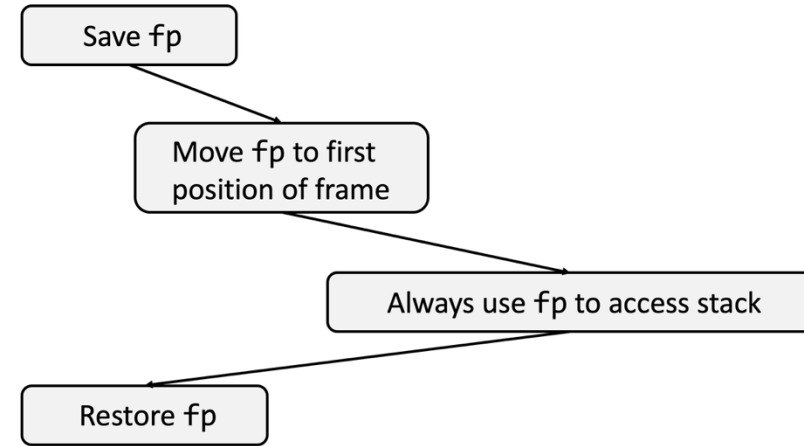 Save fp
Move fp to first
position of frame
Always use fp to access stack
Restore fp